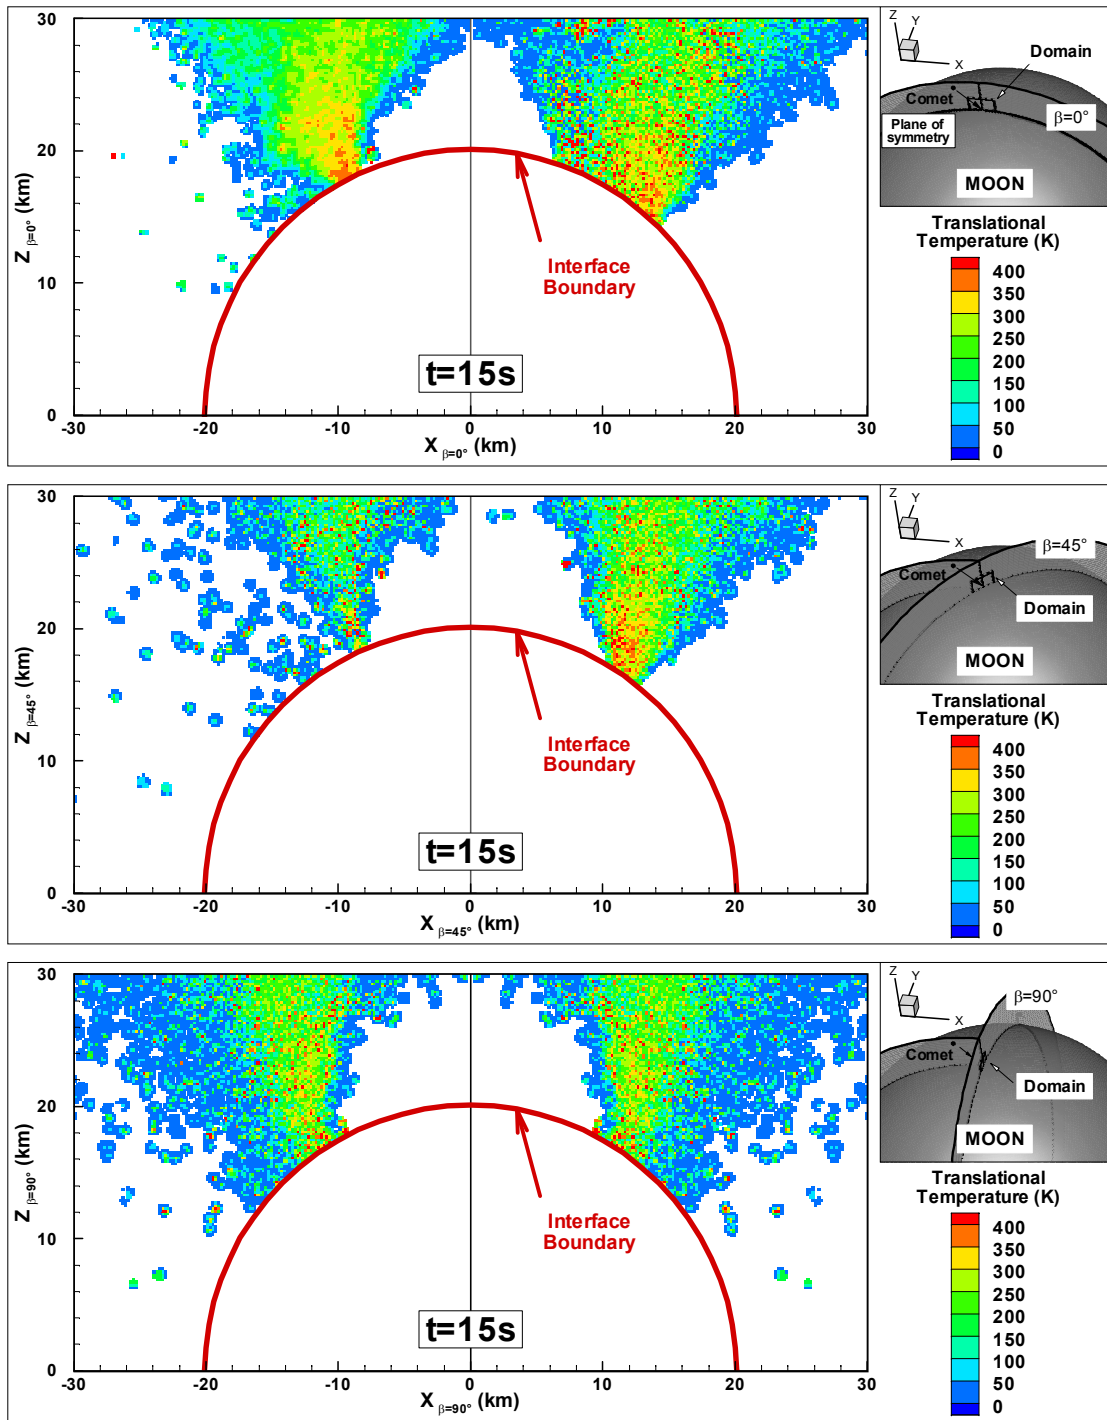 30
20
10
0
Z β=0° (km)
-30 -20 -10 0 10 20 30
X β=0° (km)
Interface
Boundary
t=15s
Z Y
X
Domain
Comet
β=0°
Plane of
symmetry
MOON
Translational
Temperature (K)
400
350
300
250
200
150
100
50
0
30
20
10
0
Z β=45° (km)
-30 -20 -10 0 10 20 30
X β=45° (km)
Interface
Boundary
t=15s
Z Y
X
β=45°
Comet
Domain
MOON
Translational
Temperature (K)
400
350
300
250
200
150
100
50
0
30
20
10
0
Z β=90° (km)
-30 -20 -10 0 10 20 30
X β=90° (km)
Interface
Boundary
t=15s
Z Y
X
β=90°
Comet
Domain
MOON
Translational
Temperature (K)
400
350
300
250
200
150
100
50
0